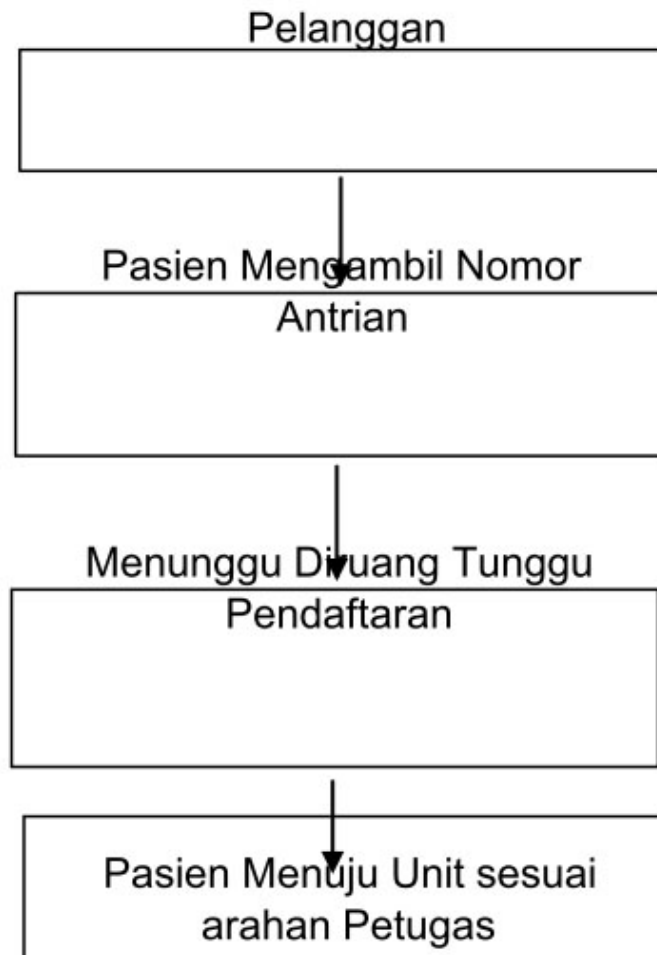 Pelanggan
Pasien Mengambil Nomor
Antrian
Menunggu Diruang Tunggu
Pendaftaran
Pasien Menuju Unit sesuai
arahan Petugas